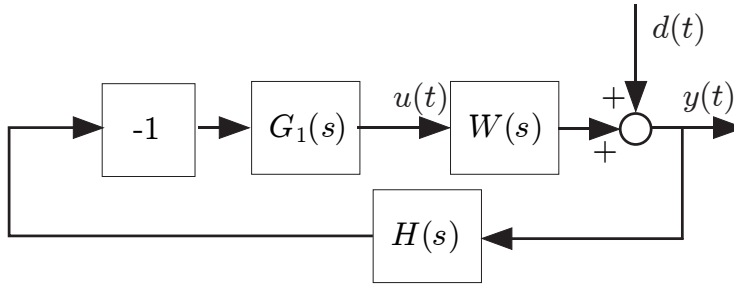 d(t)
+
-1
G₁(s)
u(t)
W(s)
+
y(t)
H(s)